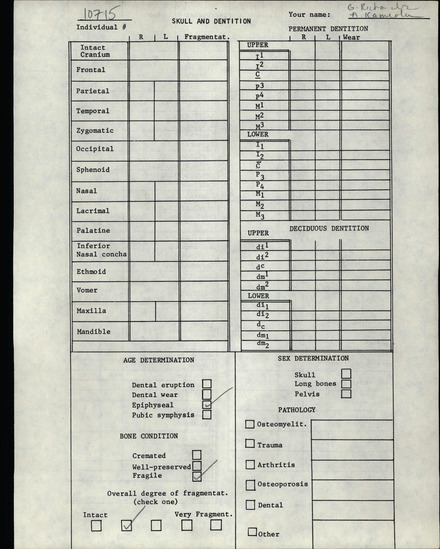 10715
SKULL AND DENTITION
Your name: G. Richards
Individual #
R L Fragmentat.
PERMANENT DENTITION
R L Wear
Intact Cranium
Frontal
Parietal
Temporal
Zygomatic
Occipital
Sphenoid
Nasal
Lacrimal
Palatine
Inferior Nasal concha
Ethmoid
Vomer
Maxilla
Mandible
UPPER
I1
I2
C
P3
P4
M1
M2
M3
LOWER
I1
I2
C
P3
P4
M1
M2
M3
DECIDUOUS DENTITION
UPPER
di1
di2
dc
dm1
dm2
LOWER
di1
di2
dc
dm1
dm2
AGE DETERMINATION
Dental eruption
Dental wear
Epiphyseal
Pubic symphysis
BONE CONDITION
Cremated
Well-preserved
Fragile
Overall degree of fragmentat.
(check one)
Intact Very Fragment.
SEX DETERMINATION
Skull
Long bones
Pelvis
PATHOLOGY
Osteomyelit.
Trauma
Arthritis
Osteoporosis
Dental
Other